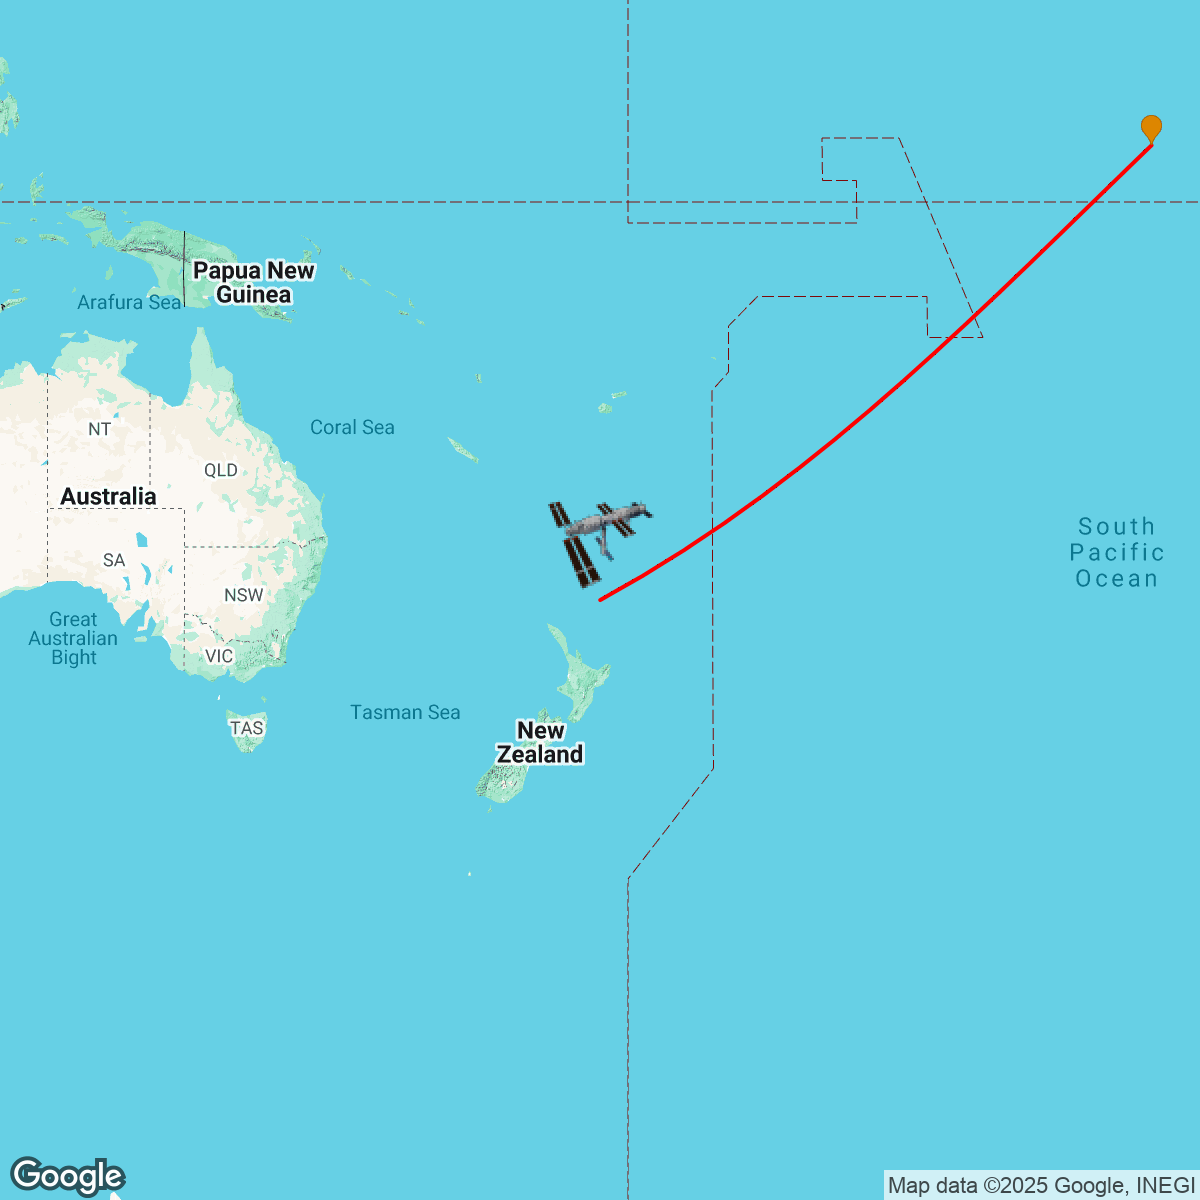 Papua New
Guinea
Arafura Sea
Coral Sea
NT
QLD
Australia
South
Pacific
Ocean
SA
NSW
Great
Australian
Bight
VIC
Tasman Sea
TAS
New
Zealand
Google
Map data ©2025 Google, INEGI